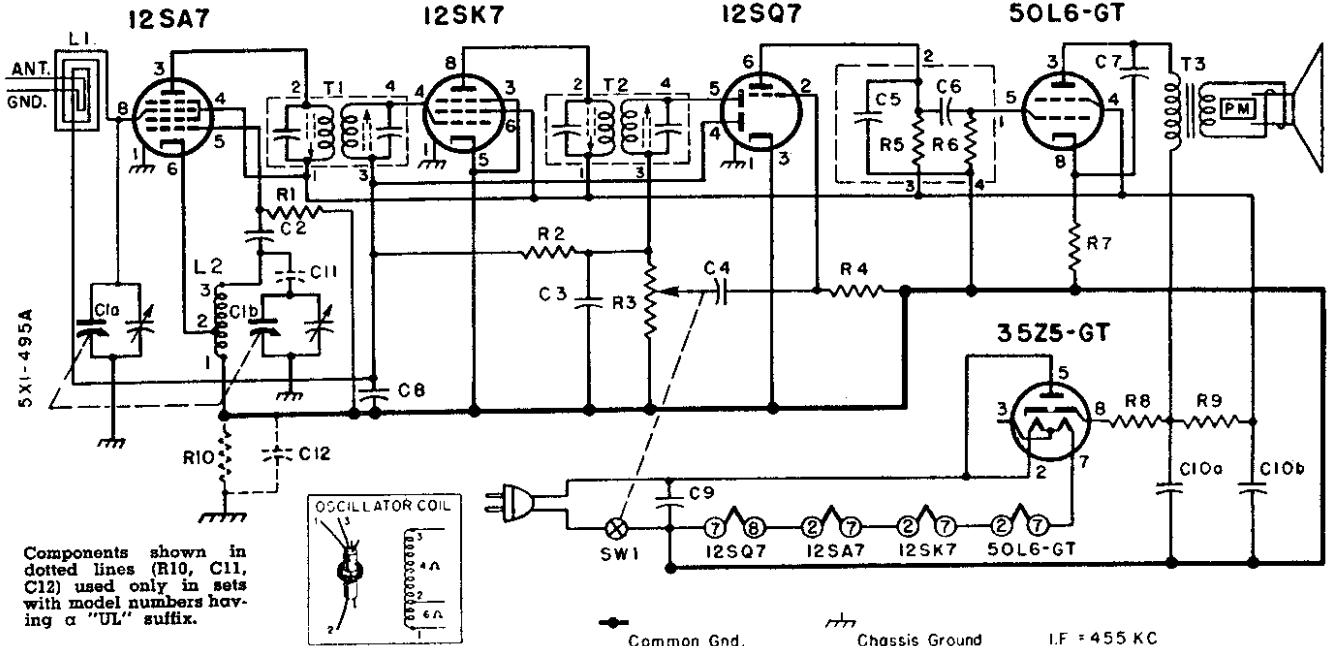 12SA7 12SK7 12SQ7 50L6-GT
L1.
ANT.
GND.
8 3 4 5 1 6
2 T1 4
1 3
8 4 3 6 1 5
2 T2 4
1 3
6 5 4 2 1 3
2
C5 C6
R5 R6
1
3 4
3 5 4 8
C7
T3
PM
R1
C2
L2
3
2
1
C11
C1a
C1b
R2
C3
R3
C4
R4
R7
C8
5X1-495A
R10
C12
35Z5-GT
5
3 8
2 7
R8 R9
C10a C10b
C9
SW1
7 8 2 7 2 7 2 7
12SQ7 12SA7 12SK7 50L6-GT
OSCILLATOR COIL
1 3
2
3
4Ω
2
6Ω
1
Components shown in
dotted lines (R10, C11,
C12) used only in sets
with model numbers hav-
ing a "UL" suffix.
Common Gnd. Chassis Ground I.F = 455 KC